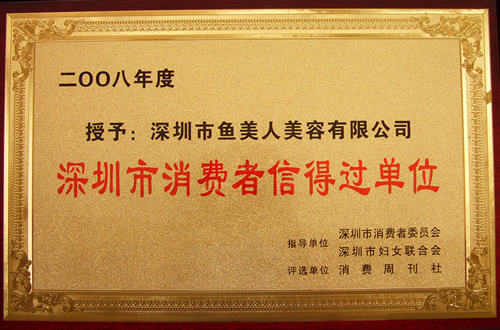 二OO八年度
授予：深圳市鱼美人美容有限公司
深圳市消费者信得过单位
指导单位 深圳市消费者委员会
深圳市妇女联合会
评选单位 消费周刊社